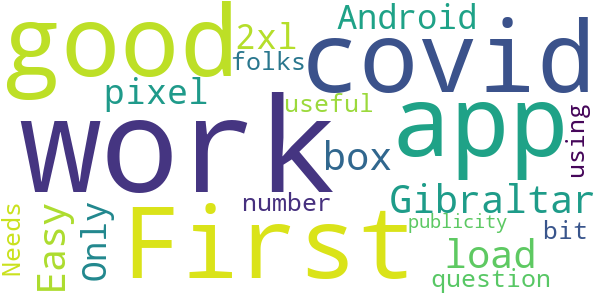 good
2xl
Android
folks
covid
pixel
useful
app
using
work
box
number
Gibraltar
Needs
Easy
Only
First
publicity
bit
load
question